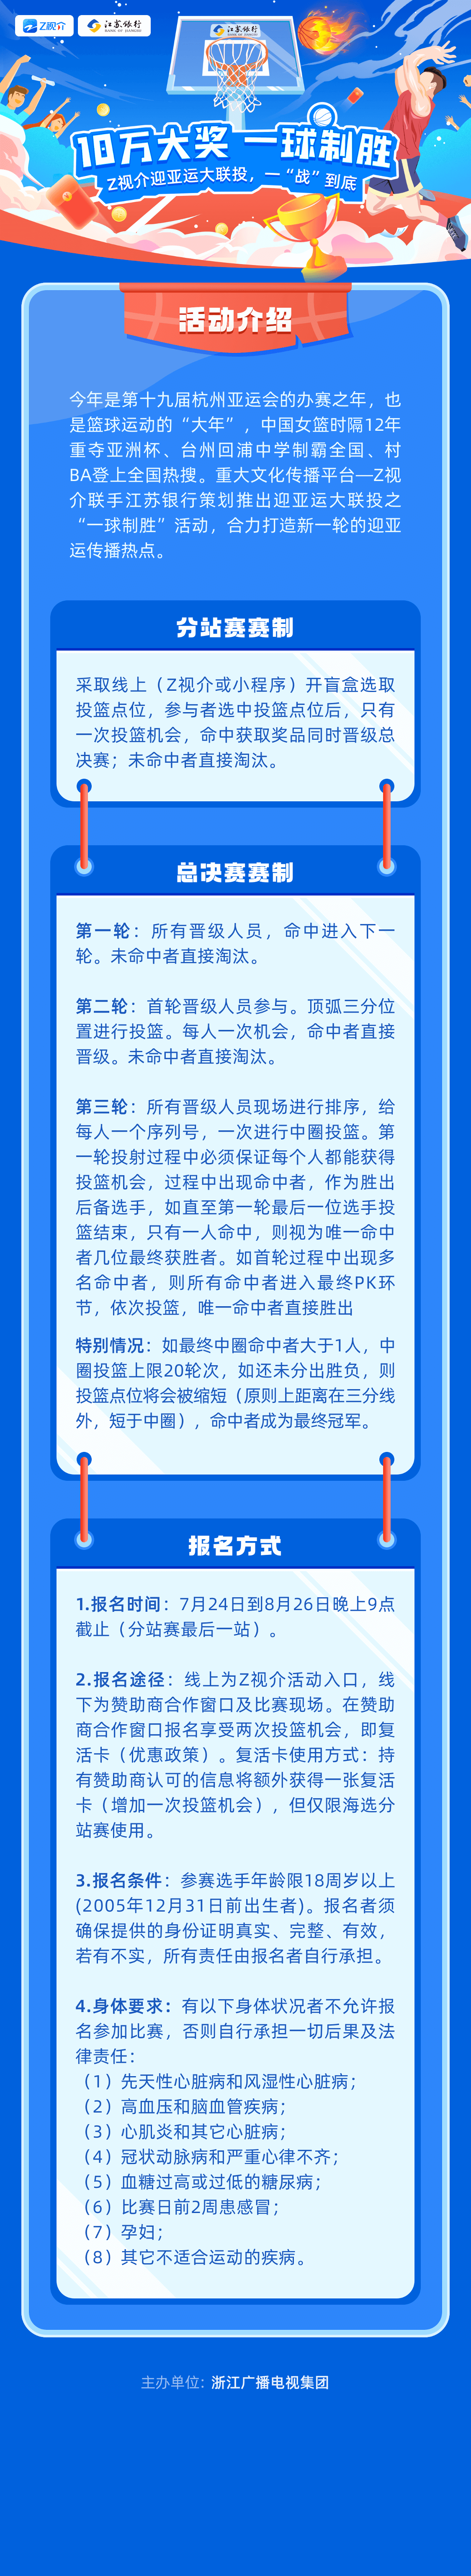 Z视介
江苏银行
BANK OF JIANGSU
江苏银行
BANK OF JIANGSU
10万大奖 一球制胜
Z视介迎亚运大联投，一“战”到底
活动介绍
今年是第十九届杭州亚运会的办赛之年，也
是篮球运动的“大年”，中国女篮时隔12年
重夺亚洲杯、台州回浦中学制霸全国、村
BA登上全国热搜。重大文化传播平台—Z视
介联手江苏银行策划推出迎亚运大联投之
“一球制胜”活动，合力打造新一轮的迎亚
运传播热点。
分站赛赛制
采取线上（Z视介或小程序）开盲盒选取
投篮点位，参与者选中投篮点位后，只有
一次投篮机会，命中获取奖品同时晋级总
决赛；未命中者直接淘汰。
总决赛赛制
第一轮：所有晋级人员，命中进入下一
轮。未命中者直接淘汰。
第二轮：首轮晋级人员参与。顶弧三分位
置进行投篮。每人一次机会，命中者直接
晋级。未命中者直接淘汰。
第三轮：所有晋级人员现场进行排序，给
每人一个序列号，一次进行中圈投篮。第
一轮投射过程中必须保证每个人都能获得
投篮机会，过程中出现命中者，作为胜出
后备选手，如直至第一轮最后一位选手投
篮结束，只有一人命中，则视为唯一命中
者几位最终获胜者。如首轮过程中出现多
名命中者，则所有命中者进入最终PK环
节，依次投篮，唯一命中者直接胜出
特别情况：如最终中圈命中者大于1人，中
圈投篮上限20轮次，如还未分出胜负，则
投篮点位将会被缩短（原则上距离在三分线
外，短于中圈），命中者成为最终冠军。
报名方式
1.报名时间：7月24日到8月26日晚上9点
截止（分站赛最后一站）。
2.报名途径：线上为Z视介活动入口，线
下为赞助商合作窗口及比赛现场。在赞助
商合作窗口报名享受两次投篮机会，即复
活卡（优惠政策）。复活卡使用方式：持
有赞助商认可的信息将额外获得一张复活
卡（增加一次投篮机会），但仅限海选分
站赛使用。
3.报名条件：参赛选手年龄限18周岁以上
(2005年12月31日前出生者)。报名者须
确保提供的身份证明真实、完整、有效，
若有不实，所有责任由报名者自行承担。
4.身体要求：有以下身体状况者不允许报
名参加比赛，否则自行承担一切后果及法
律责任：
（1）先天性心脏病和风湿性心脏病；
（2）高血压和脑血管疾病；
（3）心肌炎和其它心脏病；
（4）冠状动脉病和严重心律不齐；
（5）血糖过高或过低的糖尿病；
（6）比赛日前2周患感冒；
（7）孕妇；
（8）其它不适合运动的疾病。
主办单位：浙江广播电视集团